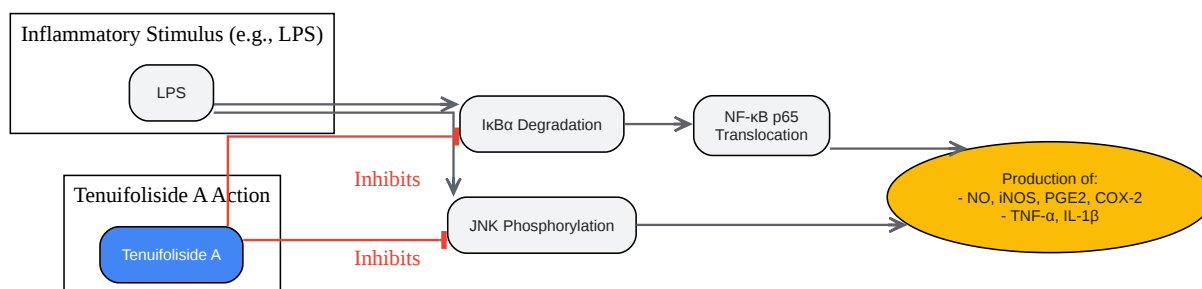 Inflammatory Stimulus (e.g., LPS)
LPS
IκBα Degradation
NF-κB p65
Translocation
Inhibits
Tenuifoliside A Action
Production of:
- NO, iNOS, PGE2, COX-2
- TNF-α, IL-1β
JNK Phosphorylation
Tenuifoliside A
Inhibits